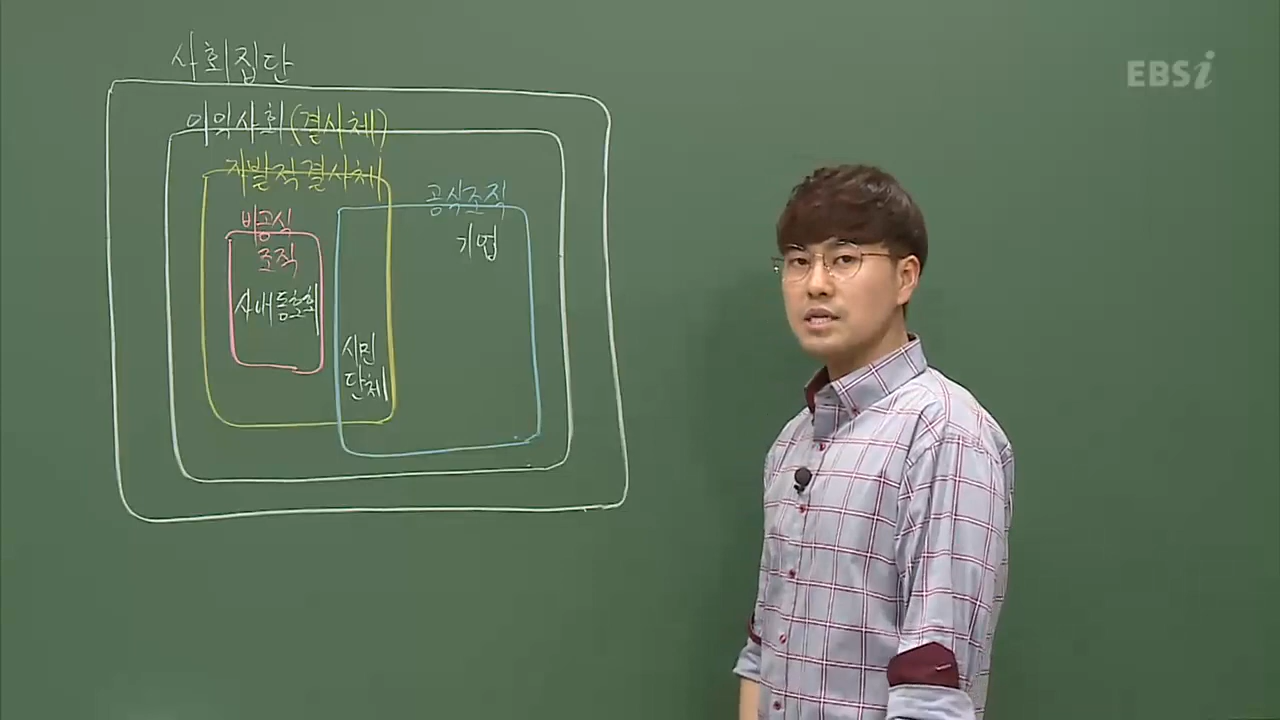 사회집단
EBSi
이익사회(결사체)
자발적결사체
공식조직
비공식
조직
기업
사내동호회
시민
단체